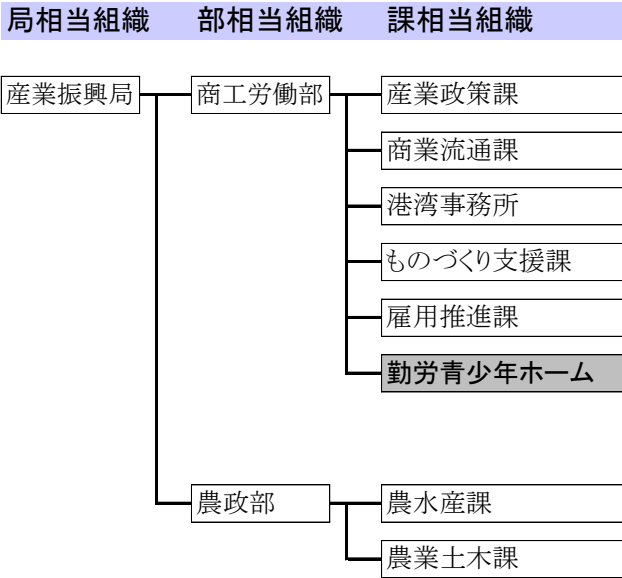 局相当組織 部相当組織 課相当組織
産業振興局 商工労働部 産業政策課
商業流通課
港湾事務所
ものづくり支援課
雇用推進課
勤労青少年ホーム
農政部 農水産課
農業土木課